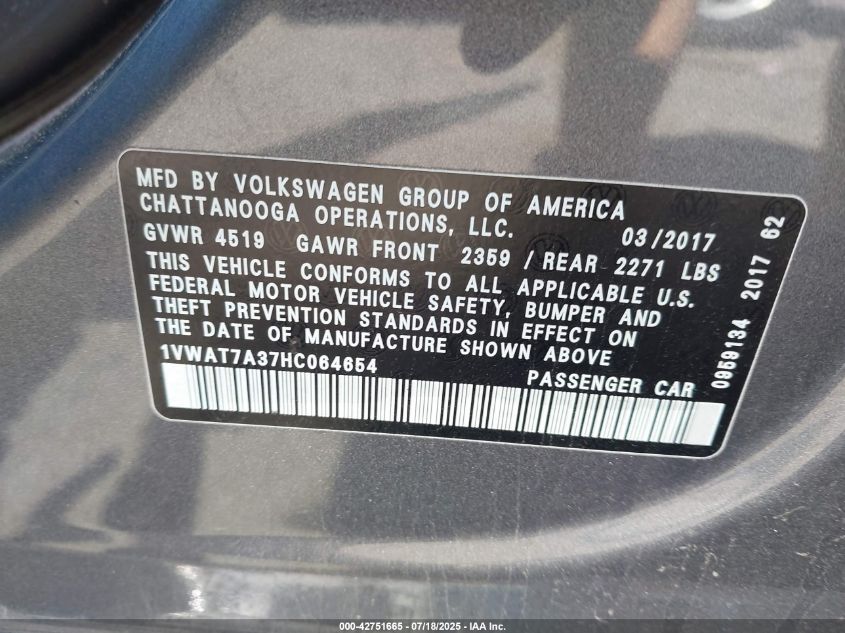 MFD BY VOLKSWAGEN GROUP OF AMERICA
CHATTANOOGA OPERATIONS, LLC. 03/2017
GVWR 4519 GAWR FRONT 2359 / REAR 2271 LBS
THIS VEHICLE CONFORMS TO ALL APPLICABLE U.S.
FEDERAL MOTOR VEHICLE SAFETY, BUMPER AND
THEFT PREVENTION STANDARDS IN EFFECT ON
THE DATE OF MANUFACTURE SHOWN ABOVE
1VWAT7A37HC064654
PASSENGER CAR
0959134 2017 62
000-42751665 - 07/18/2025 - IAA Inc.